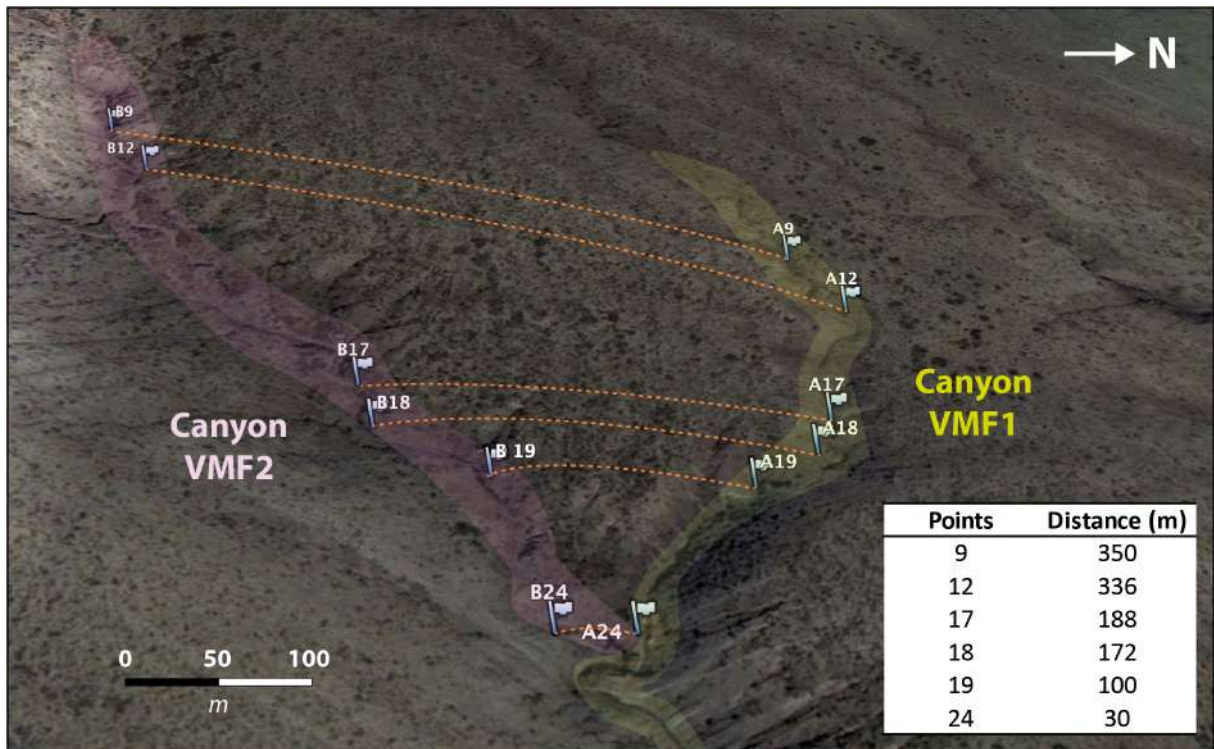 N
B9
B12
A9
A12
B17
B18
A17
A18
B 19
A19
Canyon
VMF1
Canyon
VMF2
B24
A24
0 50 100
m
Points Distance (m)
9 350
12 336
17 188
18 172
19 100
24 30